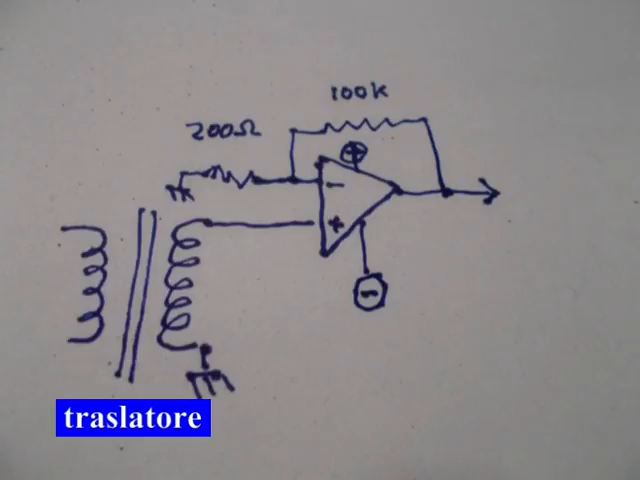 100K
200Ω
-
+
+
-
traslatore